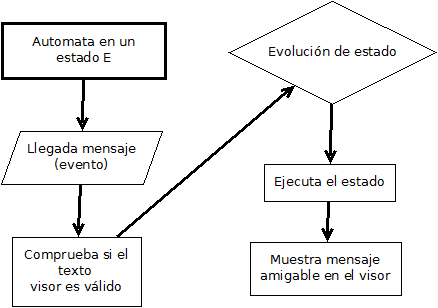 Automata en un
estado E
Llegada mensaje
(evento)
Comprueba si el
texto
visor es válido
Evolución de estado
Ejecuta el estado
Muestra mensaje
amigable en el visor